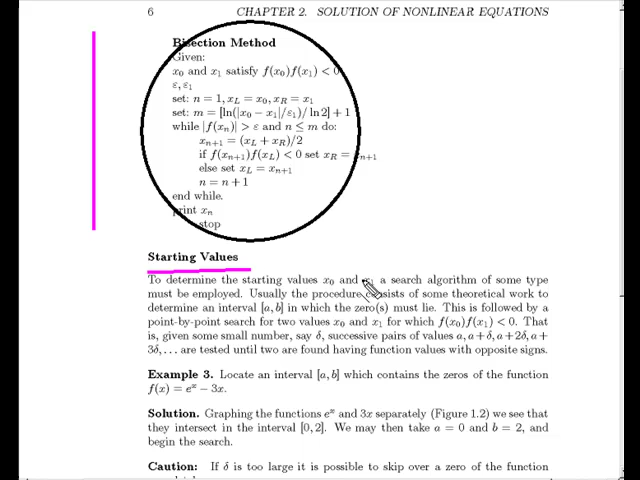 6 CHAPTER 2. SOLUTION OF NONLINEAR EQUATIONS
Bisection Method
Given:
x₀ and x₁ satisfy f(x₀)f(x₁) < 0
ε, ε₁
set: n = 1, x_L = x₀, x_R = x₁
set: m = [ln(|x₀ − x₁|/ε₁)/ ln 2] + 1
while |f(xₙ)| > ε and n ≤ m do:
xₙ₊₁ = (x_L + x_R)/2
if f(xₙ₊₁)f(x_L) < 0 set x_R = xₙ₊₁
else set x_L = xₙ₊₁
n = n + 1
end while.
print xₙ
stop
Starting Values
To determine the starting values x₀ and x₁ a search algorithm of some type
must be employed. Usually the procedure consists of some theoretical work to
determine an interval [a, b] in which the zero(s) must lie. This is followed by a
point-by-point search for two values x₀ and x₁ for which f(x₀)f(x₁) < 0. That
is, given some small number, say δ, successive pairs of values a, a + δ, a + 2δ, a +
3δ, . . . are tested until two are found having function values with opposite signs.
Example 3. Locate an interval [a, b] which contains the zeros of the function
f(x) = eˣ − 3x.
Solution. Graphing the functions eˣ and 3x separately (Figure 1.2) we see that
they intersect in the interval [0, 2]. We may then take a = 0 and b = 2, and
begin the search.
Caution: If δ is too large it is possible to skip over a zero of the function